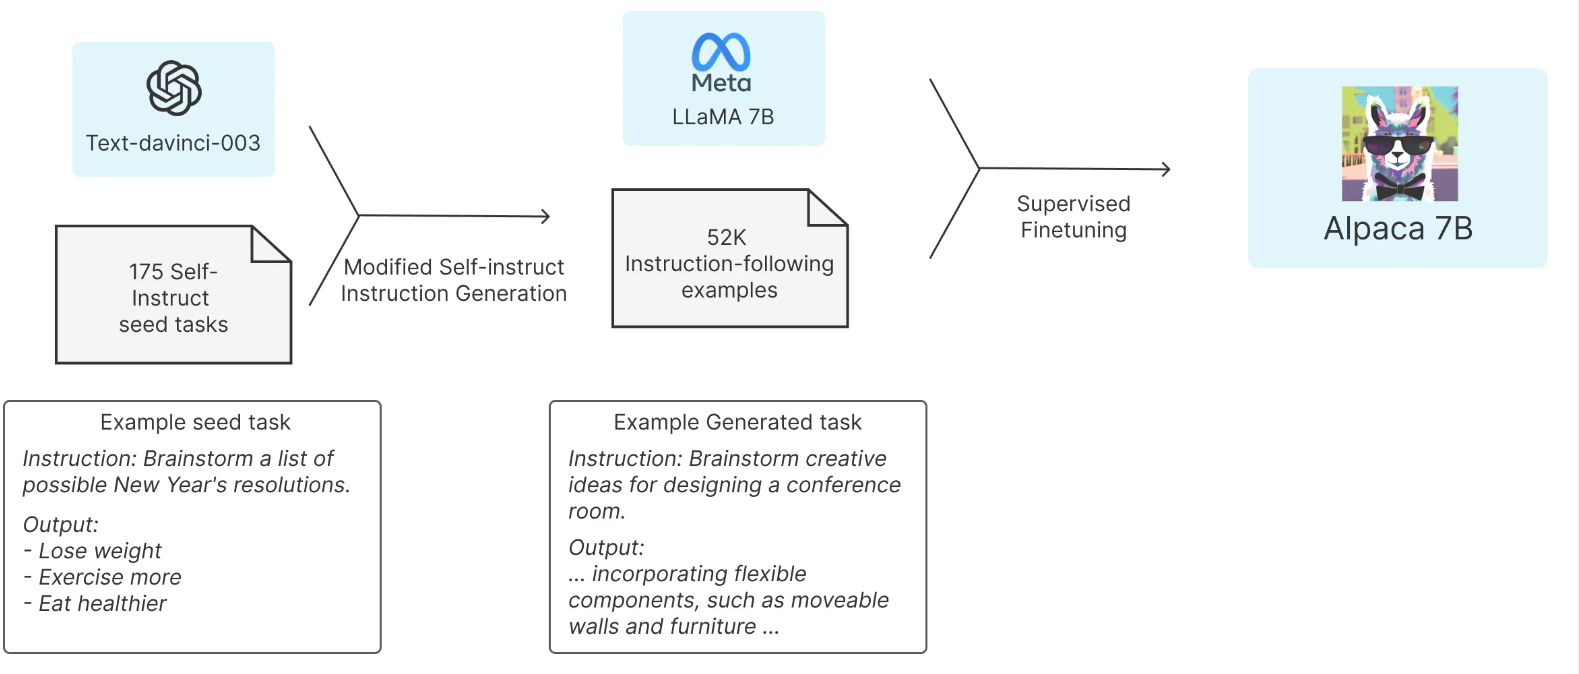 Text-davinci-003
175 Self-
Instruct
seed tasks
Modified Self-instruct
Instruction Generation
Meta
LLaMA 7B
52K
Instruction-following
examples
Supervised
Finetuning
Alpaca 7B
Example seed task
Instruction: Brainstorm a list of
possible New Year's resolutions.
Output:
- Lose weight
- Exercise more
- Eat healthier
Example Generated task
Instruction: Brainstorm creative
ideas for designing a conference
room.
Output:
... incorporating flexible
components, such as moveable
walls and furniture ...